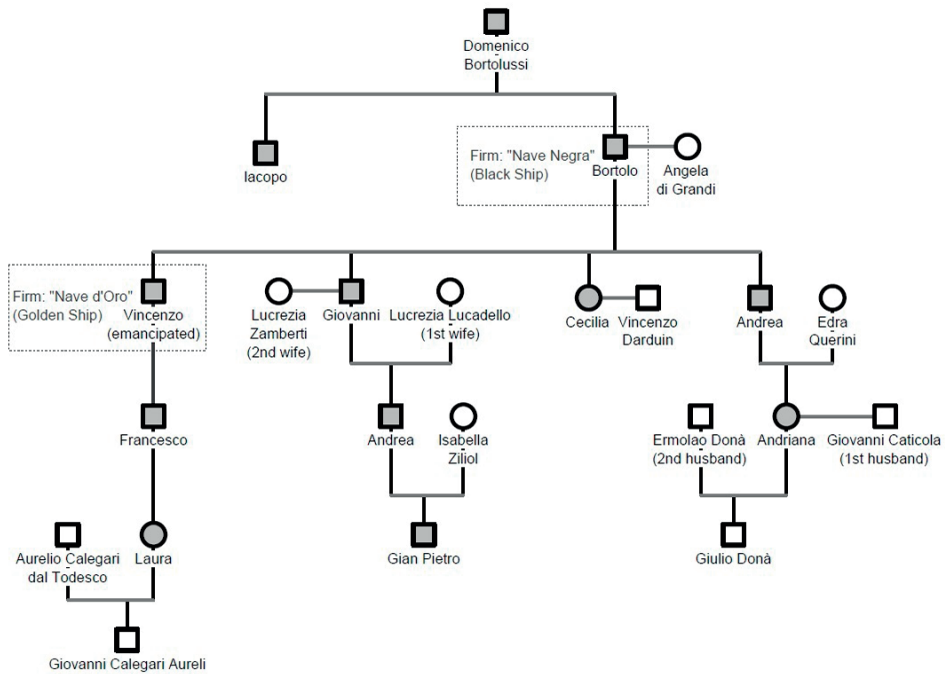 Domenico
Bortolussi
Iacopo
Firm: "Nave Negra"
(Black Ship)
Bortolo
Angela
di Grandi
Firm: "Nave d'Oro"
(Golden Ship)
Vincenzo
(emancipated)
Lucrezia
Zamberti
(2nd wife)
Giovanni
Lucrezia Lucadello
(1st wife)
Cecilia
Vincenzo
Darduin
Andrea
Edra
Querini
Francesco
Andrea
Isabella
Ziliol
Ermolao Donà
(2nd husband)
Andriana
Giovanni Caticola
(1st husband)
Aurelio Calegari
dal Todesco
Laura
Gian Pietro
Giulio Donà
Giovanni Calegari Aureli